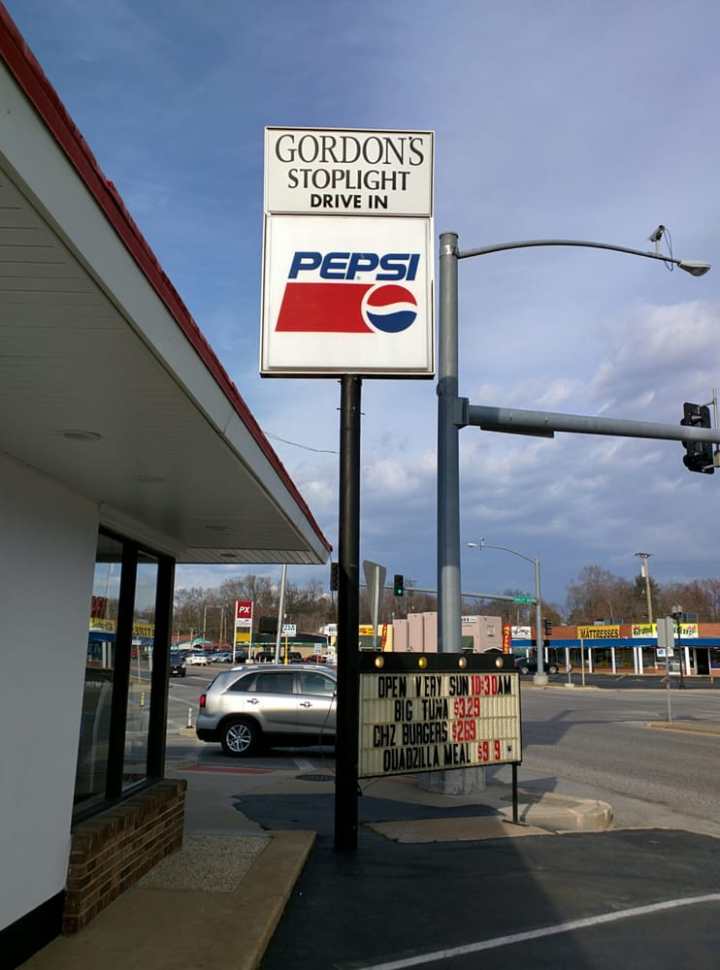 GORDON'S
STOPLIGHT
DRIVE IN
PEPSI
PX
OPEN VERY SUN 10:30AM
BIG TUNA $3.29
CHZ BURGERS $2.69
QUADZILLA MEAL $9 9
MATTRESSES